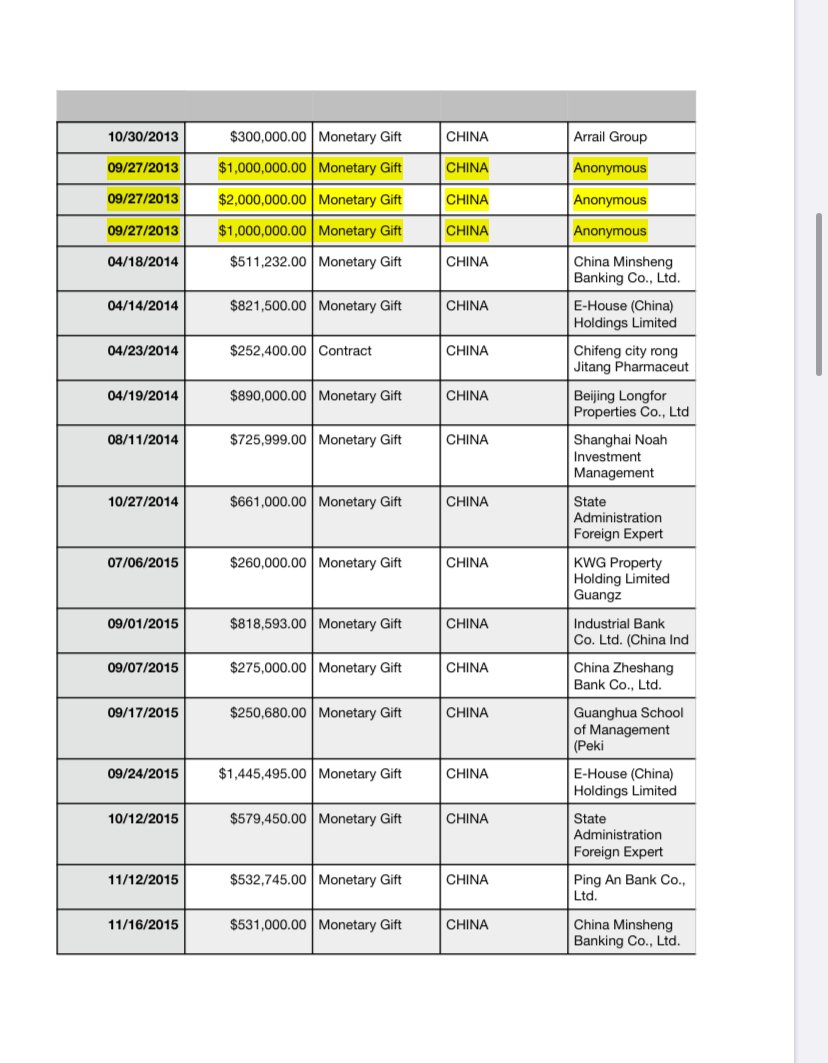 10/30/2013 $300,000.00 Monetary Gift CHINA Arrail Group
09/27/2013 $1,000,000.00 Monetary Gift CHINA Anonymous
09/27/2013 $2,000,000.00 Monetary Gift CHINA Anonymous
09/27/2013 $1,000,000.00 Monetary Gift CHINA Anonymous
04/18/2014 $511,232.00 Monetary Gift CHINA China Minsheng
Banking Co., Ltd.
04/14/2014 $821,500.00 Monetary Gift CHINA E-House (China)
Holdings Limited
04/23/2014 $252,400.00 Contract CHINA Chifeng city rong
Jitang Pharmaceut
04/19/2014 $890,000.00 Monetary Gift CHINA Beijing Longfor
Properties Co., Ltd
08/11/2014 $725,999.00 Monetary Gift CHINA Shanghai Noah
Investment
Management
10/27/2014 $661,000.00 Monetary Gift CHINA State
Administration
Foreign Expert
07/06/2015 $260,000.00 Monetary Gift CHINA KWG Property
Holding Limited
Guangz
09/01/2015 $818,593.00 Monetary Gift CHINA Industrial Bank
Co. Ltd. (China Ind
09/07/2015 $275,000.00 Monetary Gift CHINA China Zheshang
Bank Co., Ltd.
09/17/2015 $250,680.00 Monetary Gift CHINA Guanghua School
of Management
(Peki
09/24/2015 $1,445,495.00 Monetary Gift CHINA E-House (China)
Holdings Limited
10/12/2015 $579,450.00 Monetary Gift CHINA State
Administration
Foreign Expert
11/12/2015 $532,745.00 Monetary Gift CHINA Ping An Bank Co.,
Ltd.
11/16/2015 $531,000.00 Monetary Gift CHINA China Minsheng
Banking Co., Ltd.